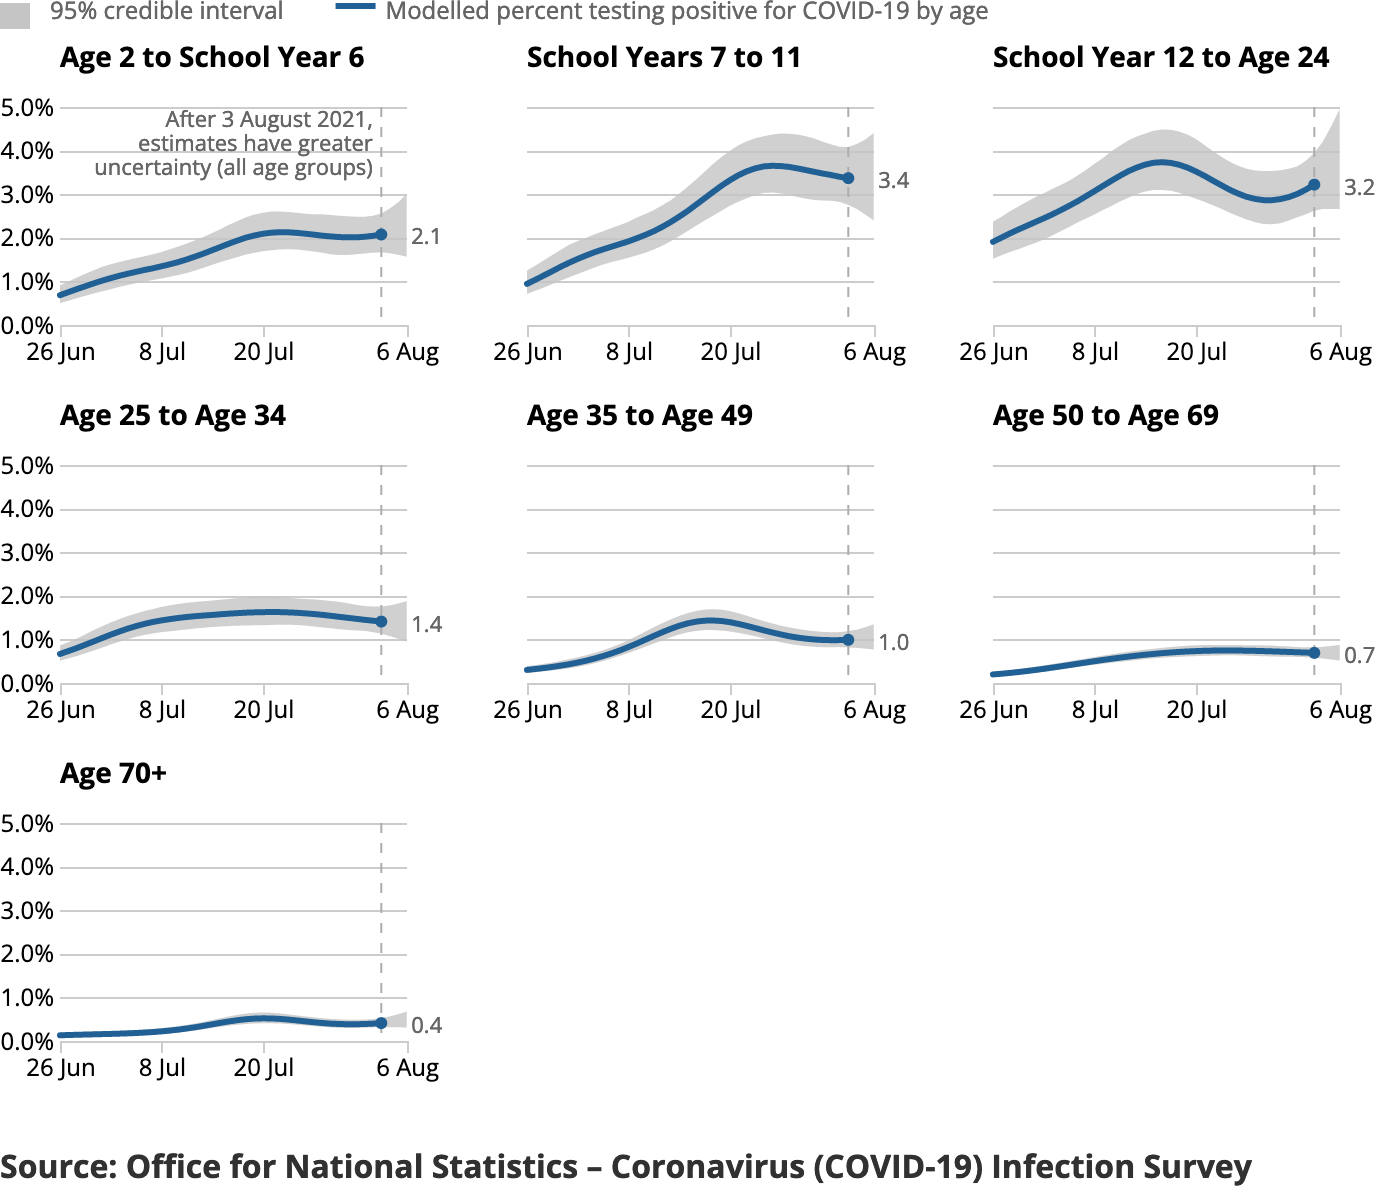 95% credible interval Modelled percent testing positive for COVID-19 by age
Age 2 to School Year 6 School Years 7 to 11 School Year 12 to Age 24
5.0%
After 3 August 2021,
estimates have greater
4.0%
uncertainty (all age groups)
3.0%
3.4
3.2
2.0%
2.1
1.0%
0.0%
26 Jun 8 Jul 20 Jul 6 Aug 26 Jun 8 Jul 20 Jul 6 Aug 26 Jun 8 Jul 20 Jul 6 Aug
Age 25 to Age 34 Age 35 to Age 49 Age 50 to Age 69
5.0%
4.0%
3.0%
2.0%
1.4
1.0%
1.0
0.7
0.0%
26 Jun 8 Jul 20 Jul 6 Aug 26 Jun 8 Jul 20 Jul 6 Aug 26 Jun 8 Jul 20 Jul 6 Aug
Age 70+
5.0%
4.0%
3.0%
2.0%
1.0%
0.4
0.0%
26 Jun 8 Jul 20 Jul 6 Aug
Source: Office for National Statistics – Coronavirus (COVID-19) Infection Survey